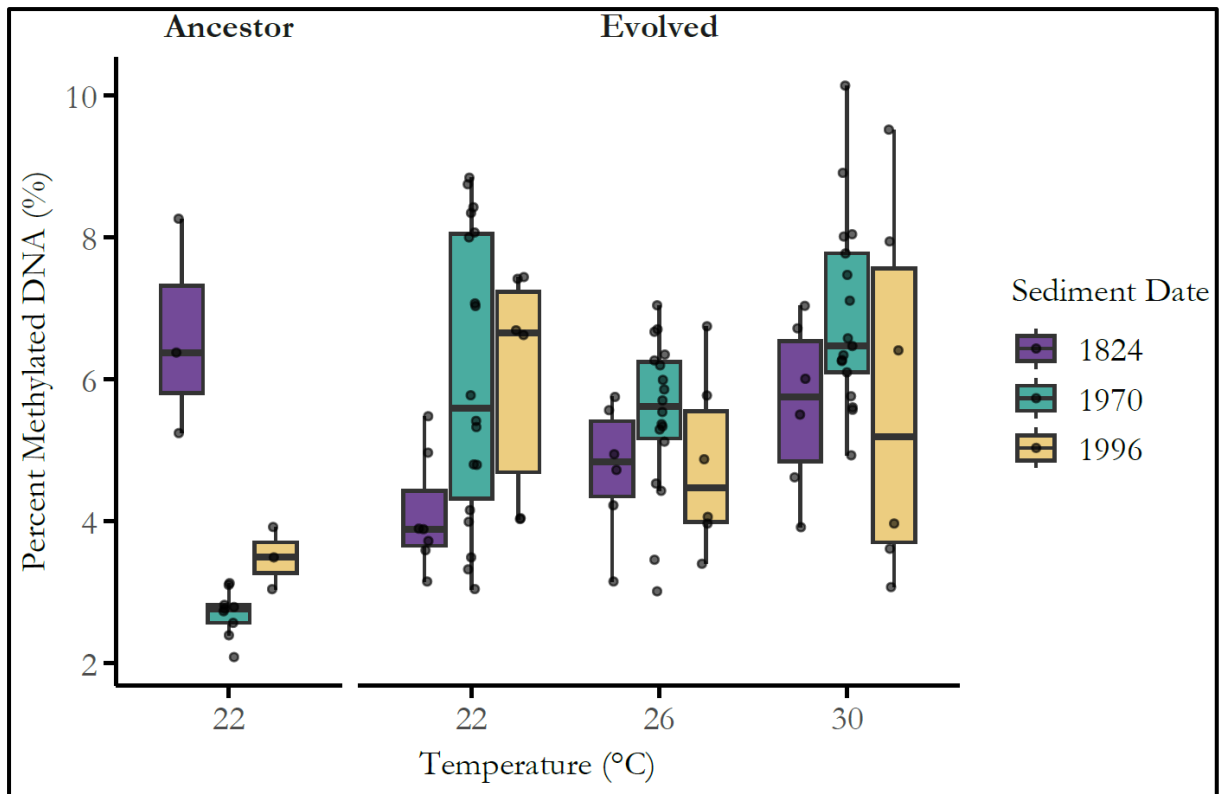 Ancestor
Evolved
10
8
6
4
2
Percent Methylated DNA (%)
22
22
26
30
Temperature (°C)
Sediment Date
1824
1970
1996